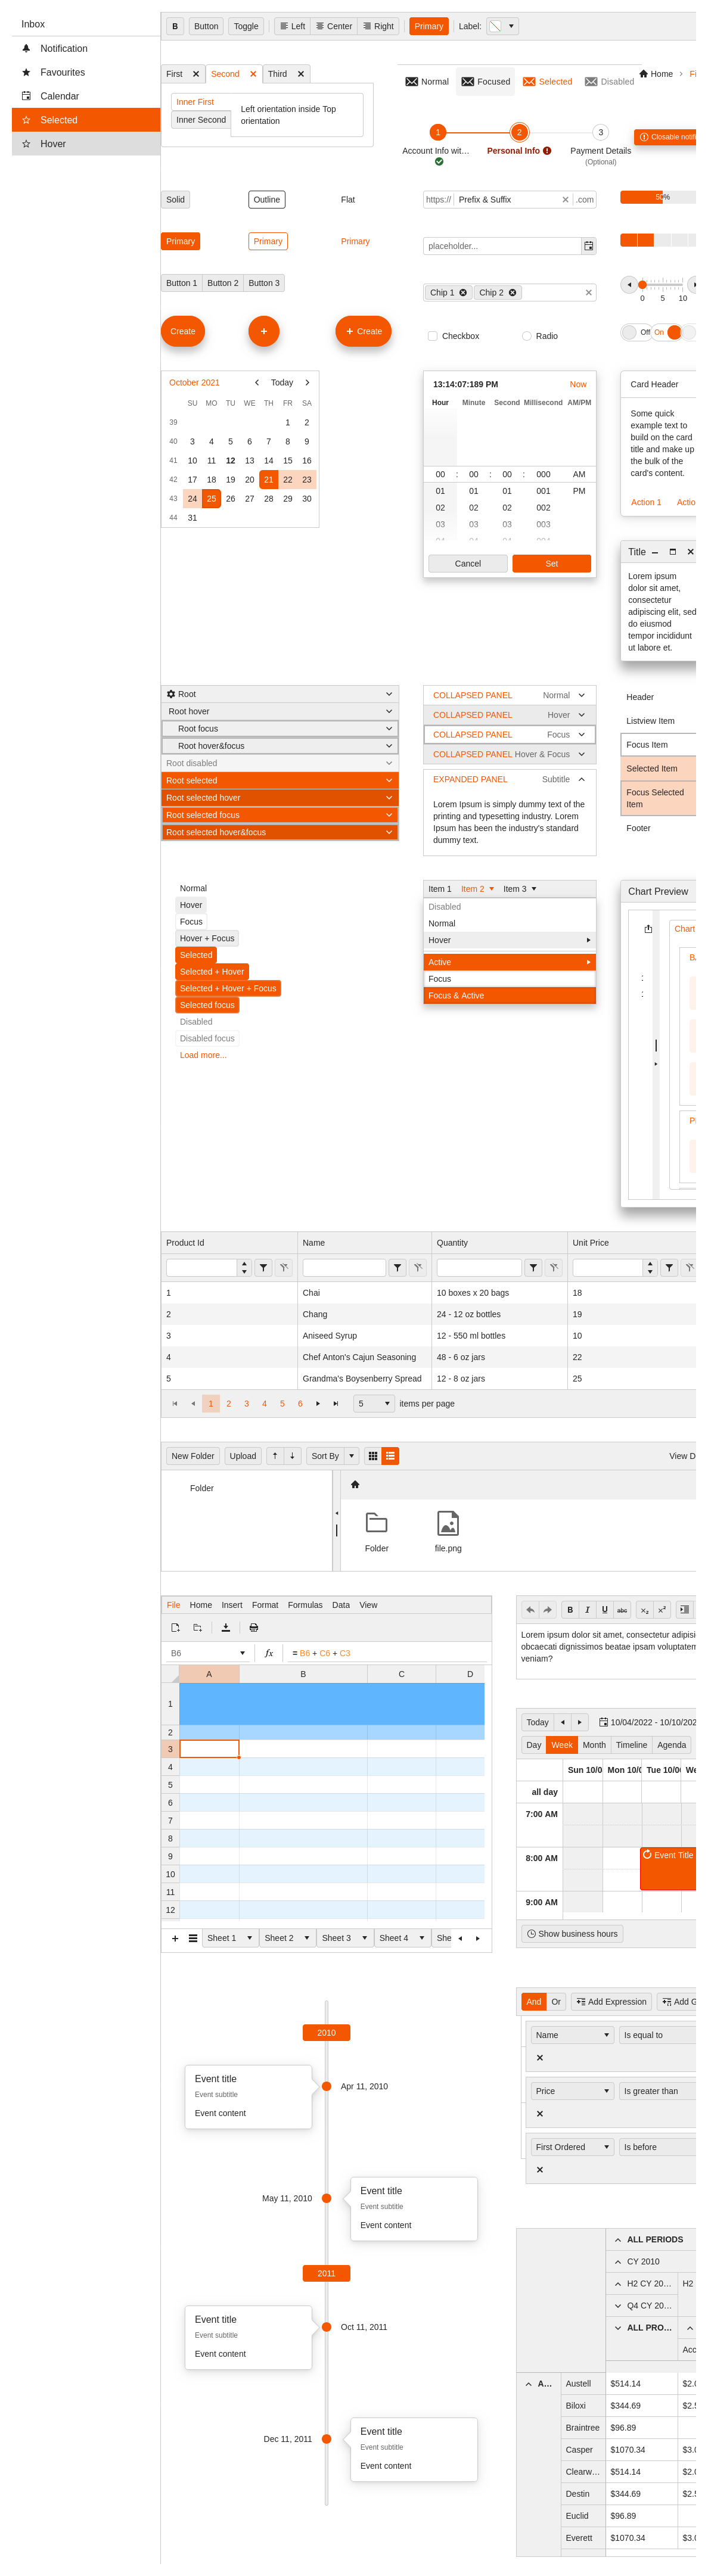 Inbox
Notification
Favourites
Calendar
Selected
Hover
B Button Toggle Left Center Right Primary Label:
First Second Third
Inner First
Inner Second
Left orientation inside Top
orientation
Normal Focused Selected Disabled
Home
1 2 3
Account Info wit…
Personal Info
Payment Details
(Optional)
Solid Outline Flat
Primary Primary Primary
Button 1 Button 2 Button 3
Create + + Create
https:// Prefix & Suffix .com
placeholder...
Chip 1 Chip 2
Checkbox Radio
50%
0 5 10
Off On
October 2021 Today
SU MO TU WE TH FR SA
39 1 2
40 3 4 5 6 7 8 9
41 10 11 12 13 14 15 16
42 17 18 19 20 21 22 23
43 24 25 26 27 28 29 30
44 31
13:14:07:189 PM Now
Hour Minute Second Millisecond AM/PM
00 : 00 : 00 : 000 AM
01 01 01 001 PM
02 02 02 002
03 03 03 003
Cancel Set
Card Header
Some quick
example text to
build on the card
title and make up
the bulk of the
card's content.
Action 1
Title
Lorem ipsum
dolor sit amet,
consectetur
adipiscing elit, sed
do eiusmod
tempor incididunt
ut labore et.
Root
Root hover
Root focus
Root hover&focus
Root disabled
Root selected
Root selected hover
Root selected focus
Root selected hover&focus
COLLAPSED PANEL Normal
COLLAPSED PANEL Hover
COLLAPSED PANEL Focus
COLLAPSED PANEL Hover & Focus
EXPANDED PANEL Subtitle
Lorem Ipsum is simply dummy text of the
printing and typesetting industry. Lorem
Ipsum has been the industry's standard
dummy text.
Header
Listview Item
Focus Item
Selected Item
Focus Selected
Item
Footer
Normal
Hover
Focus
Hover + Focus
Selected
Selected + Hover
Selected + Hover + Focus
Selected focus
Disabled
Disabled focus
Load more...
Item 1 Item 2 Item 3
Disabled
Normal
Hover
Active
Focus
Focus & Active
Chart Preview
Chart
Product Id Name Quantity Unit Price
1 Chai 10 boxes x 20 bags 18
2 Chang 24 - 12 oz bottles 19
3 Aniseed Syrup 12 - 550 ml bottles 10
4 Chef Anton's Cajun Seasoning 48 - 6 oz jars 22
5 Grandma's Boysenberry Spread 12 - 8 oz jars 25
1 2 3 4 5 6 5 items per page
New Folder Upload Sort By View D
Folder
Folder file.png
File Home Insert Format Formulas Data View
B6 fx = B6 + C6 + C3
A B C D
1
2
3
4
5
6
7
8
9
10
11
12
Sheet 1 Sheet 2 Sheet 3 Sheet 4 She
B I U abc x₂ x²
Lorem ipsum dolor sit amet, consectetur adipisi
obcaecati dignissimos beatae ipsam voluptatem
veniam?
Today 10/04/2022 - 10/10/202
Day Week Month Timeline Agenda
Sun 10/0 Mon 10/0 Tue 10/0 We
all day
7:00 AM
8:00 AM Event Title
9:00 AM
Show business hours
2010
Event title
Event subtitle
Event content
Apr 11, 2010
May 11, 2010
Event title
Event subtitle
Event content
2011
Event title
Event subtitle
Event content
Oct 11, 2011
Dec 11, 2011
Event title
Event subtitle
Event content
And Or Add Expression Add G
Name Is equal to
Price Is greater than
First Ordered Is before
ALL PERIODS
CY 2010
H2 CY 20… H2
Q4 CY 20…
ALL PRO…
Acc
A… Austell $514.14
Biloxi $344.69
Braintree $96.89
Casper $1070.34
Clearw… $514.14
Destin $344.69
Euclid $96.89
Everett $1070.34